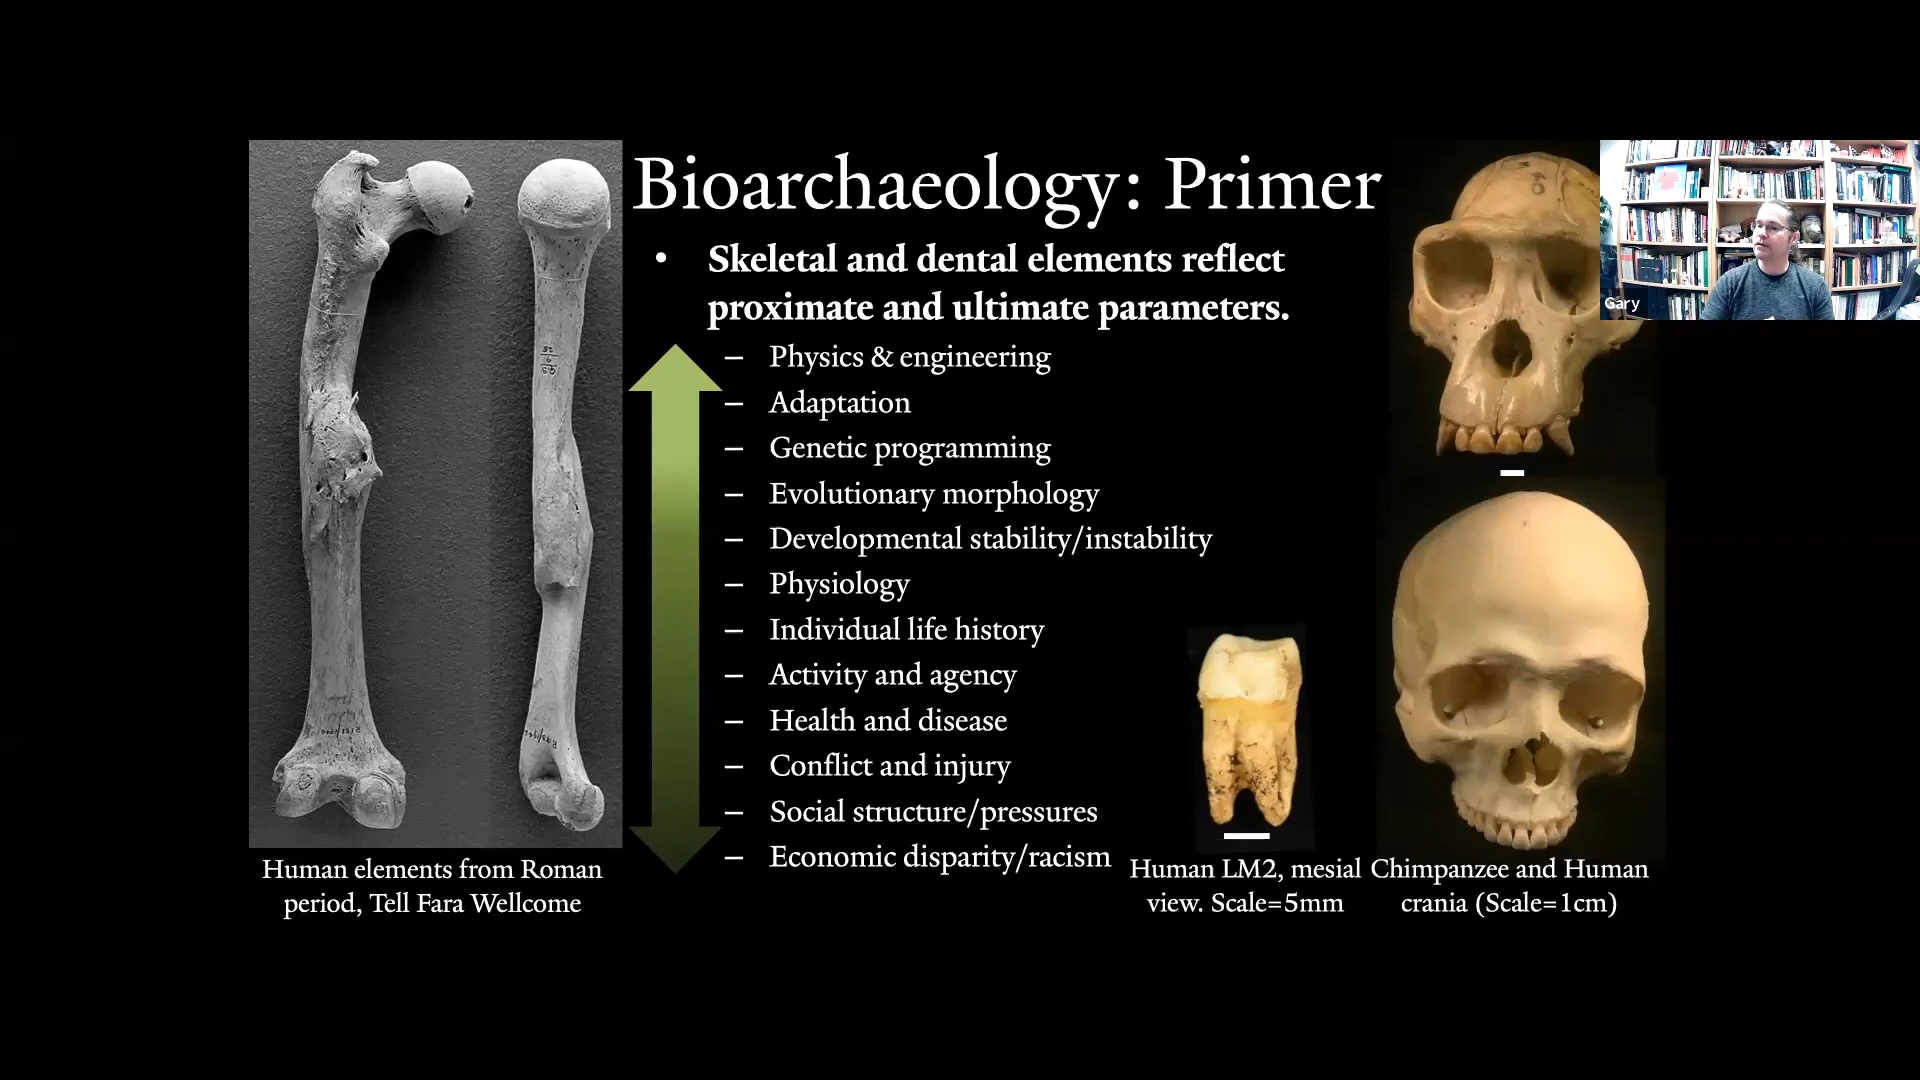 Bioarchaeology: Primer
• Skeletal and dental elements reflect
proximate and ultimate parameters.
– Physics & engineering
– Adaptation
– Genetic programming
– Evolutionary morphology
– Developmental stability/instability
– Physiology
– Individual life history
– Activity and agency
– Health and disease
– Conflict and injury
– Social structure/pressures
– Economic disparity/racism
Human elements from Roman
period, Tell Fara Wellcome
Human LM2, mesial
view. Scale=5mm
Chimpanzee and Human
crania (Scale=1cm)
Gary